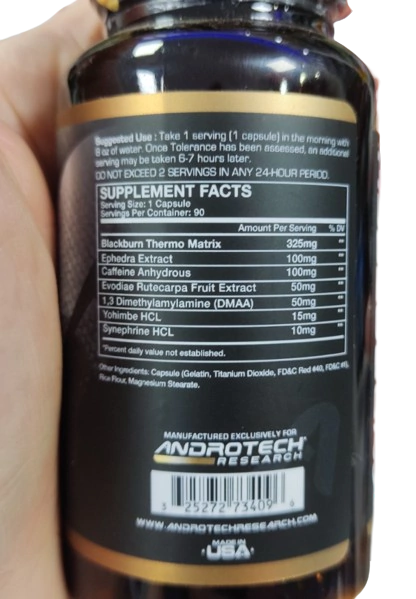 Suggested Use : Take 1 serving (1 capsule) in the morning with
8 oz of water. Once Tolerance has been assessed, an additional
serving may be taken 6-7 hours later.
DO NOT EXCEED 2 SERVINGS IN ANY 24-HOUR PERIOD.
SUPPLEMENT FACTS
Serving Size: 1 Capsule
Servings Per Container: 90
Amount Per Serving % DV
Blackburn Thermo Matrix 325mg **
Ephedra Extract 100mg **
Caffeine Anhydrous 100mg **
Evodiae Rutecarpa Fruit Extract 50mg **
1,3 Dimethylamylamine (DMAA) 50mg **
Yohimbe HCL 15mg **
Synephrine HCL 10mg **
*Percent daily value not established.
Other Ingredients: Capsule (Gelatin, Titanium Dioxide, FD&C Red #40, FD&C
Rice Flour, Magnesium Stearate.
MANUFACTURED EXCLUSIVELY FOR
ANDROTECH
RESEARCH
3 25272 73409
WWW.ANDROTECHRESEARCH.COM
MADE IN
USA